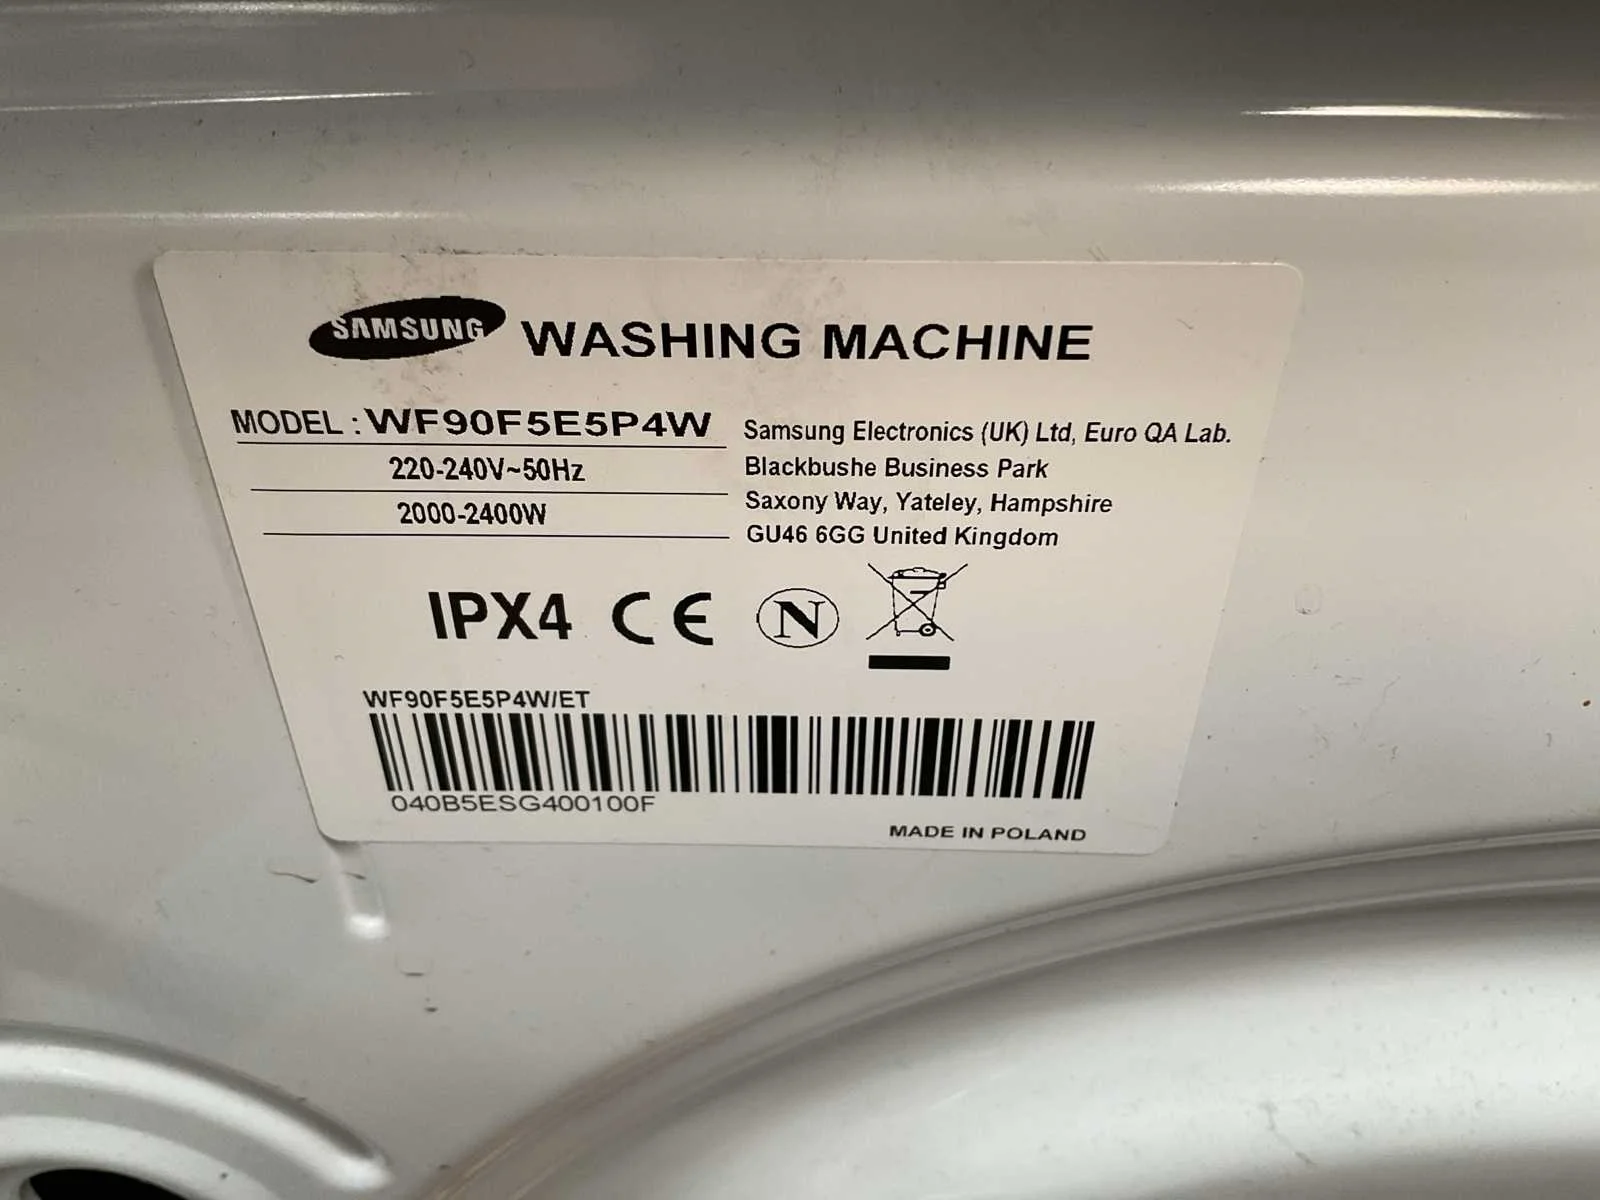 SAMSUNG WASHING MACHINE
MODEL : WF90F5E5P4W
220-240V~50Hz
2000-2400W
Samsung Electronics (UK) Ltd, Euro QA Lab.
Blackbushe Business Park
Saxony Way, Yateley, Hampshire
GU46 6GG United Kingdom
IPX4 CE N
WF90F5E5P4W/ET
040B5ESG400100F
MADE IN POLAND